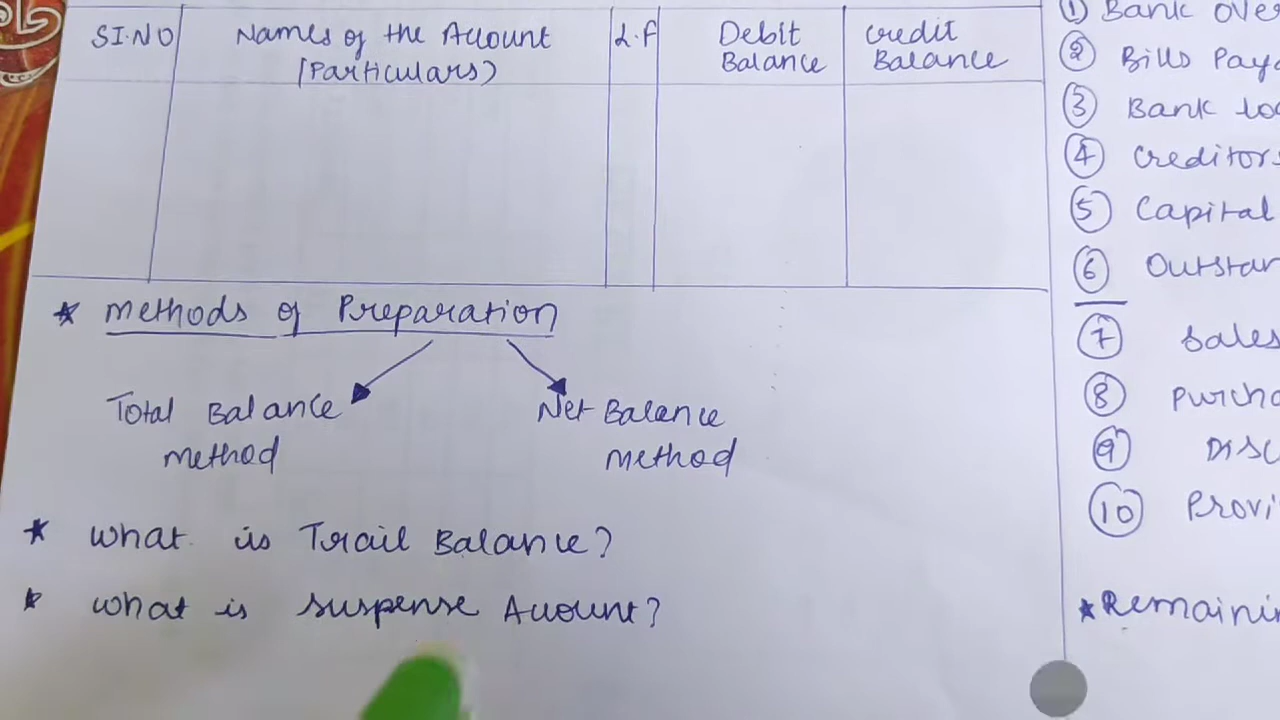 SI.NO Names of the Account L.F Debit Credit
(Particulars) Balance Balance
* Methods of Preparation
Total Balance Net Balance
method method
* What is Trail Balance?
* What is suspense Account?
① Bank
② Bills
③ Bank
④ Creditors
⑤ Capital
⑥
⑦ Sales
⑧
⑨
⑩
*